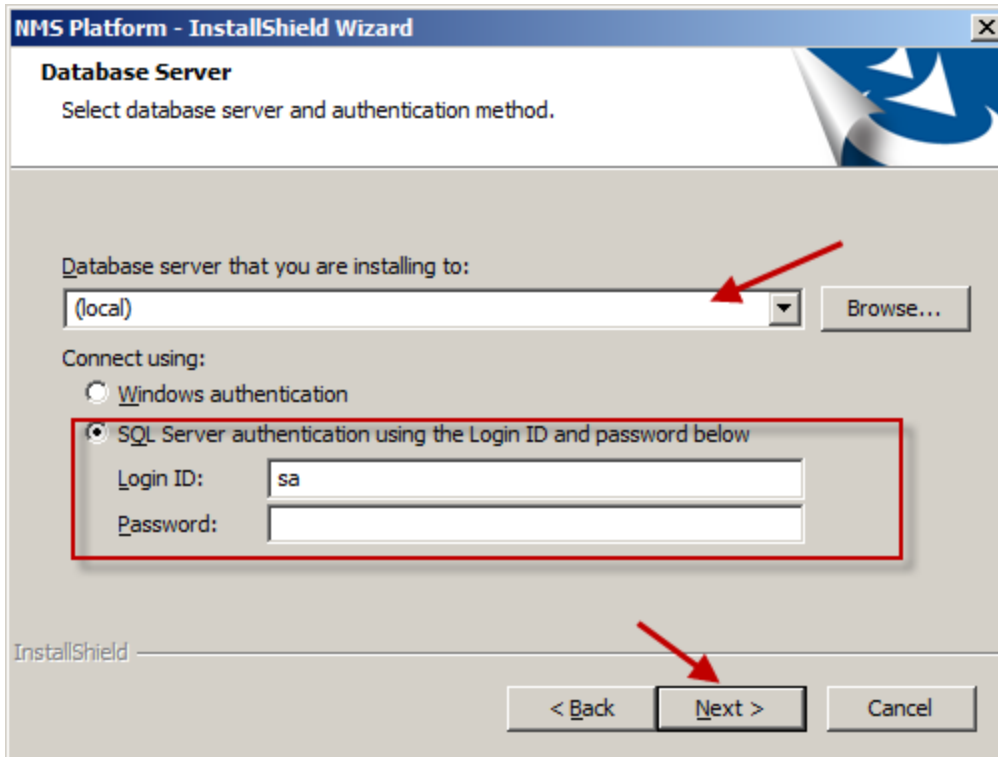 NMS Platform - InstallShield Wizard
Database Server
Select database server and authentication method.
Database server that you are installing to:
(local)
Browse...
Connect using:
Windows authentication
SQL Server authentication using the Login ID and password below
Login ID:
sa
Password:
InstallShield
< Back
Next >
Cancel